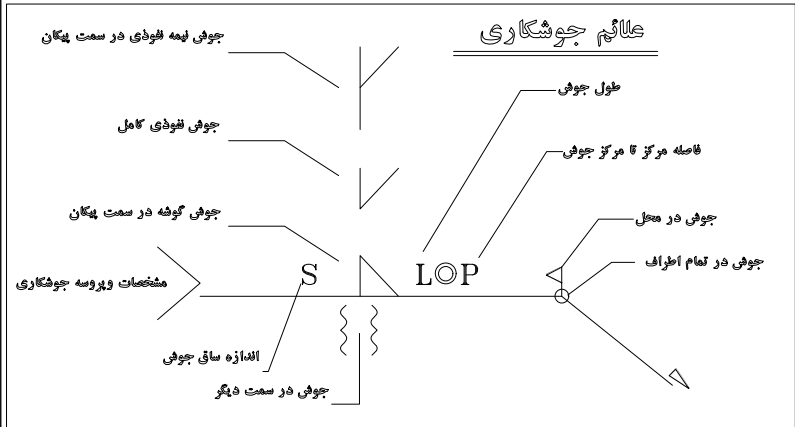 علائم جوشکاری
جوش نیمه نفوذی در سمت پیکان
طول جوش
جوش نفوذی کامل
فاصله مرکز تا مرکز جوش
جوش گوشه در سمت پیکان
جوش در محل
جوش در تمام اطراف
S
L◎P
مشخصات وپروسه جوشکاری
اندازه ساق جوش
جوش در سمت دیگر